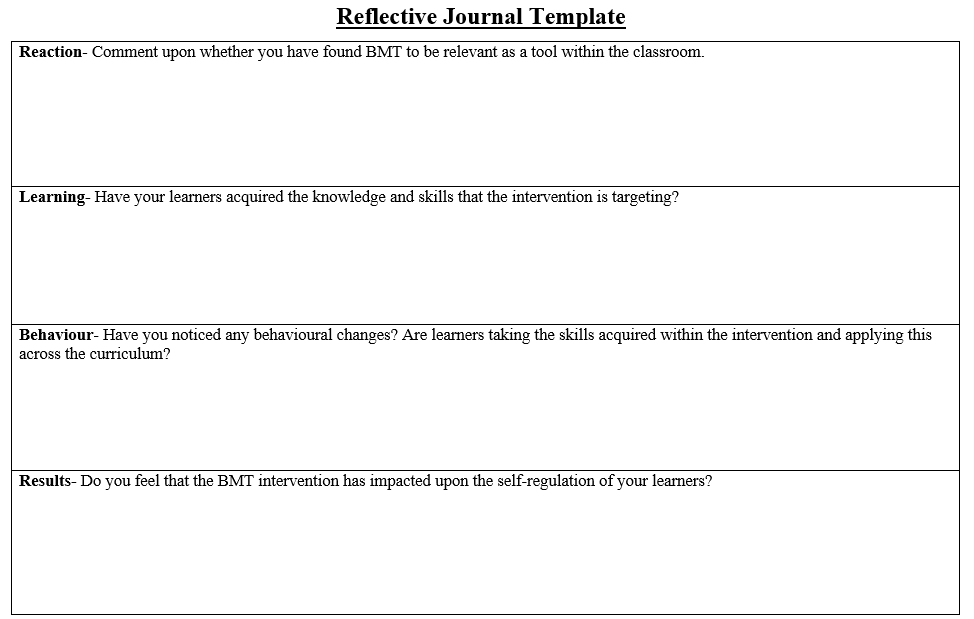 Reflective Journal Template
Reaction- Comment upon whether you have found BMT to be relevant as a tool within the classroom.
Learning- Have your learners acquired the knowledge and skills that the intervention is targeting?
Behaviour- Have you noticed any behavioural changes? Are learners taking the skills acquired within the intervention and applying this
across the curriculum?
Results- Do you feel that the BMT intervention has impacted upon the self-regulation of your learners?